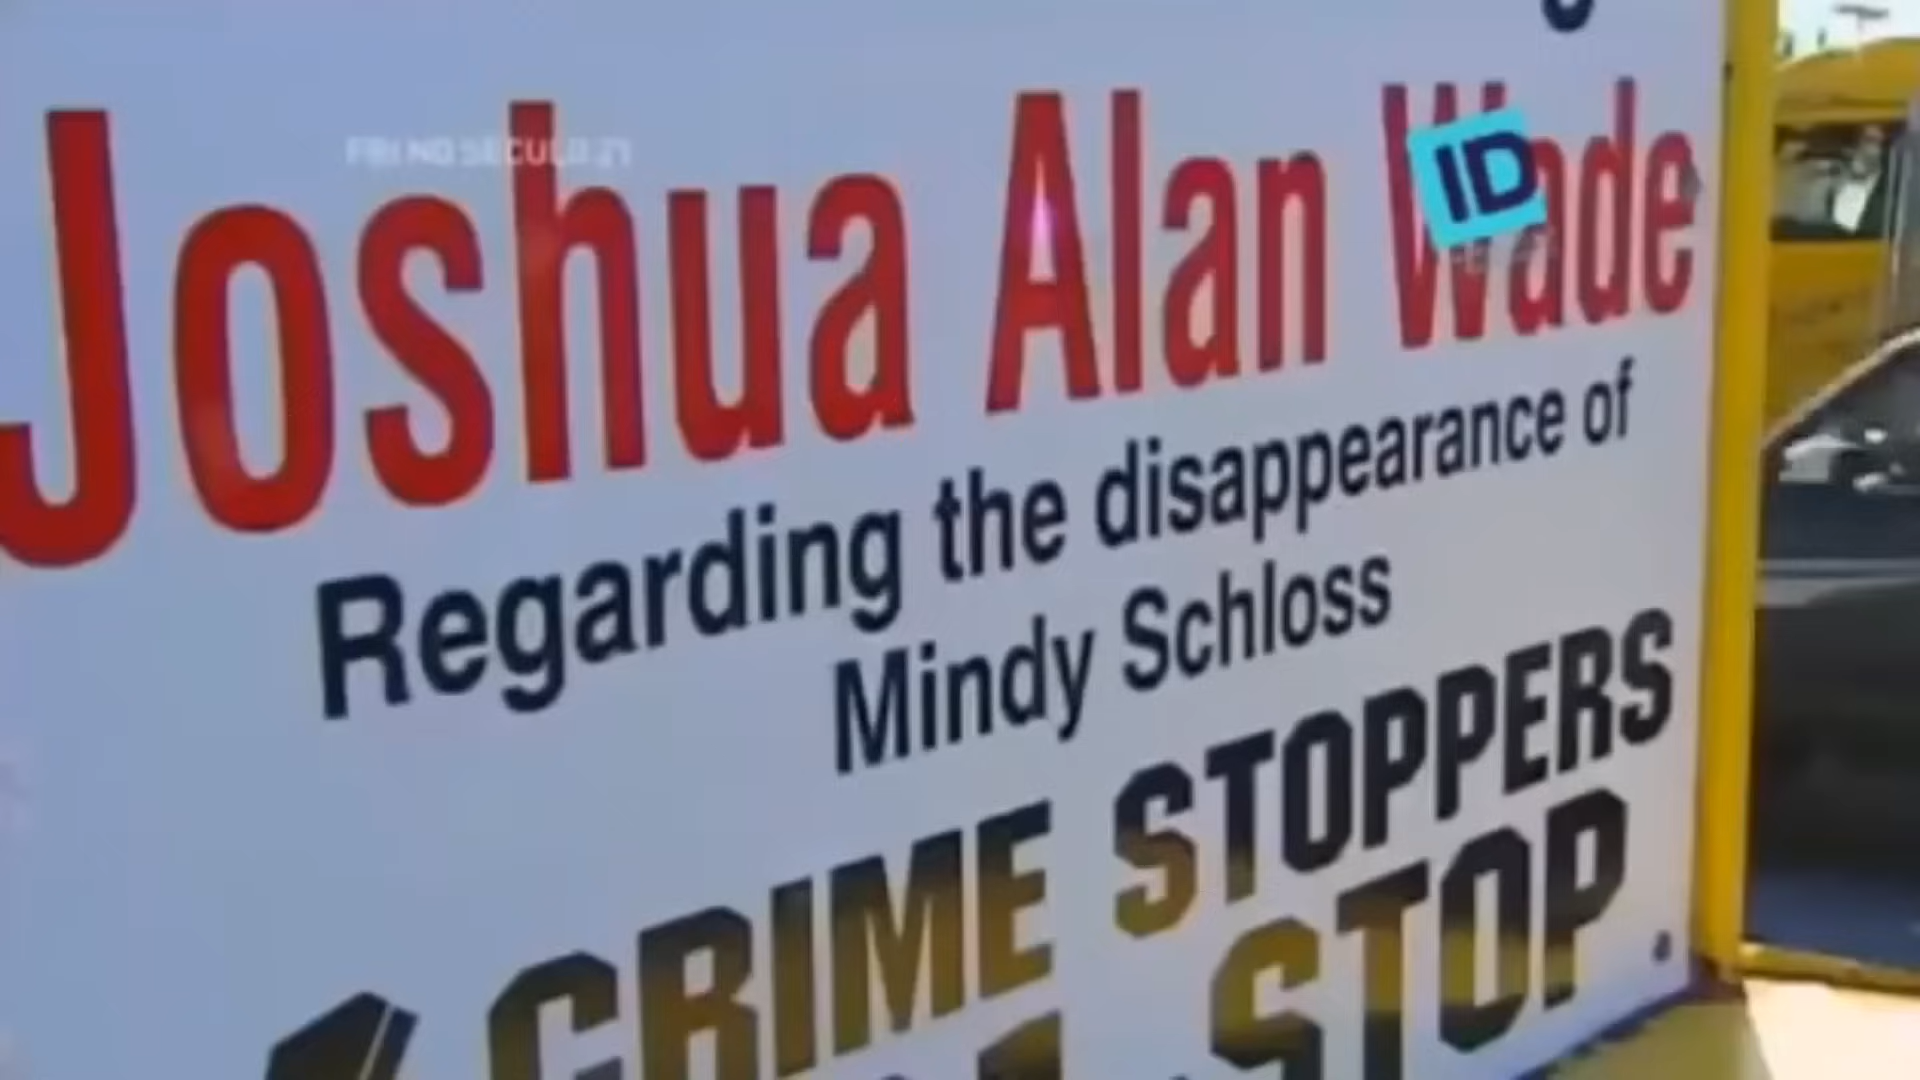 Joshua Alan Wade
ID
Regarding the disappearance of
Mindy Schloss
CRIME STOPPERS
STOP